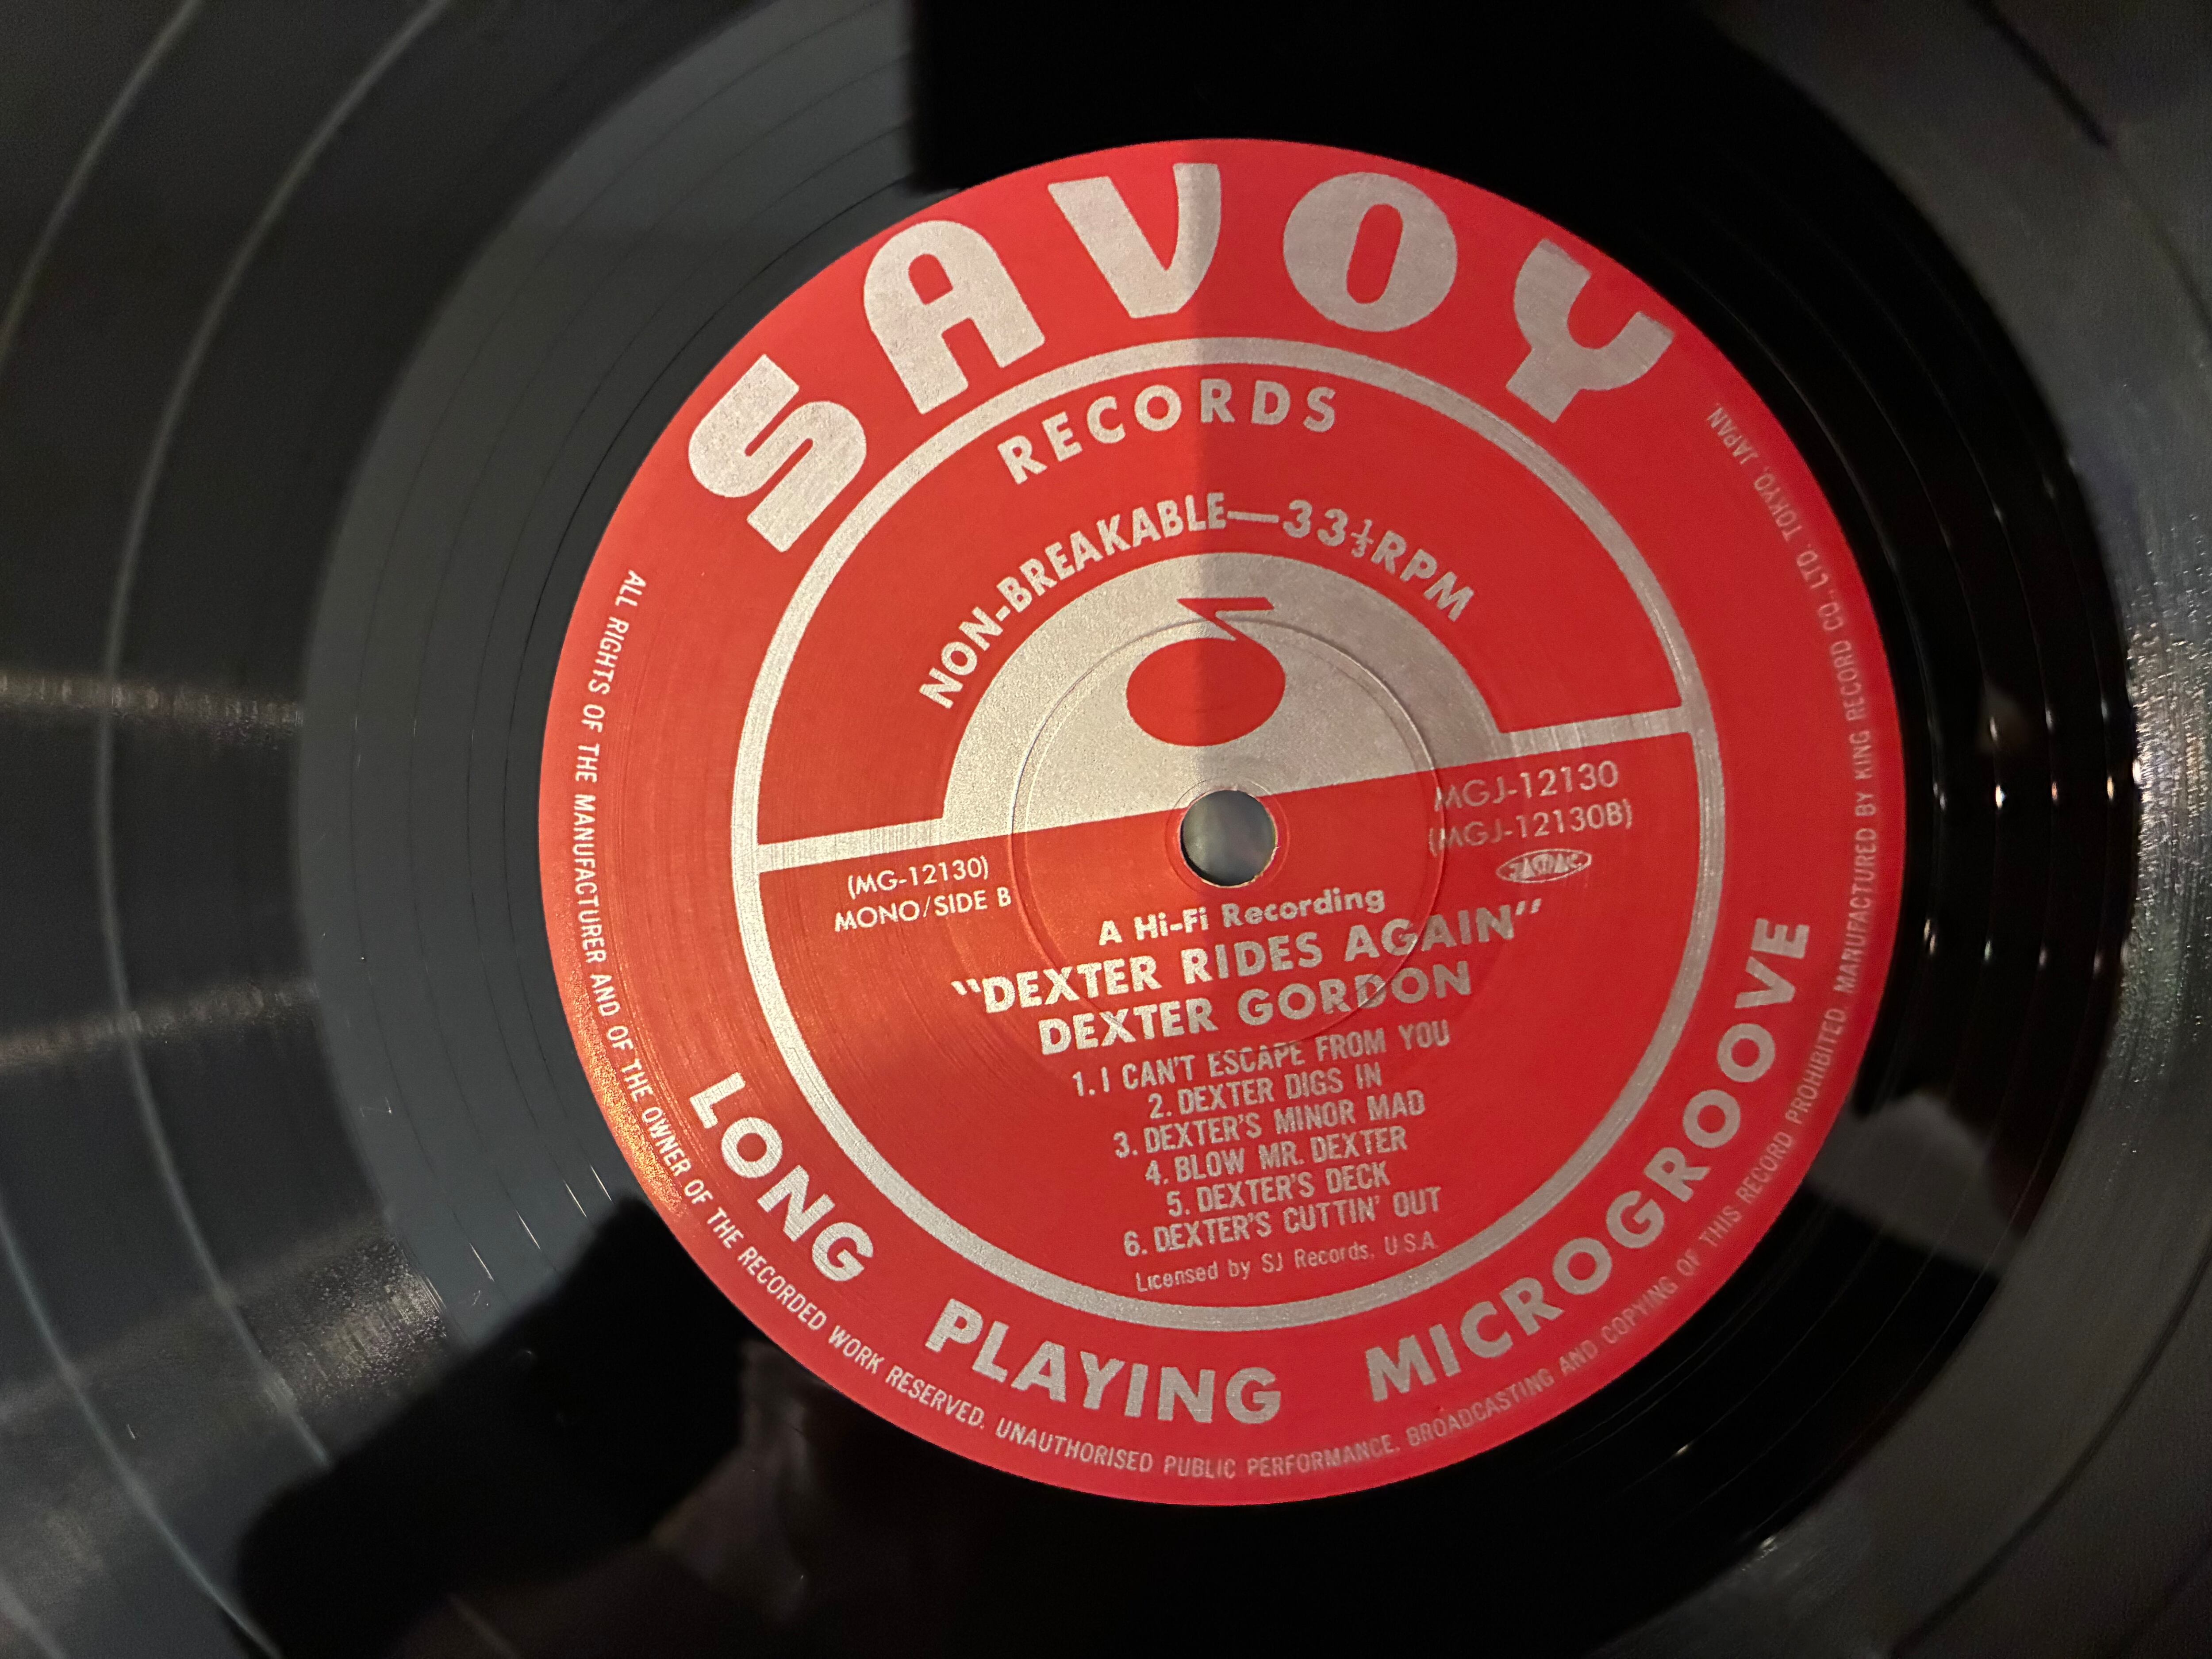 SAVOY
RECORDS
NON-BREAKABLE—33⅓RPM
MGJ-12130
(MGJ-12130B)
(MG-12130)
MONO/SIDE B
A Hi-Fi Recording
"DEXTER RIDES AGAIN"
DEXTER GORDON
1. I CAN'T ESCAPE FROM YOU
2. DEXTER DIGS IN
3. DEXTER'S MINOR MAD
4. BLOW MR. DEXTER
5. DEXTER'S DECK
6. DEXTER'S CUTTIN' OUT
Licensed by SJ Records, U.S.A.
LONG PLAYING MICROGROOVE
ALL RIGHTS OF THE MANUFACTURER AND OF THE OWNER OF THE RECORDED WORK RESERVED. UNAUTHORISED PUBLIC PERFORMANCE. BROADCASTING AND COPYING OF THIS RECORD PROHIBITED. MANUFACTURED BY KING RECORD CO., LTD. TOKYO, JAPAN.